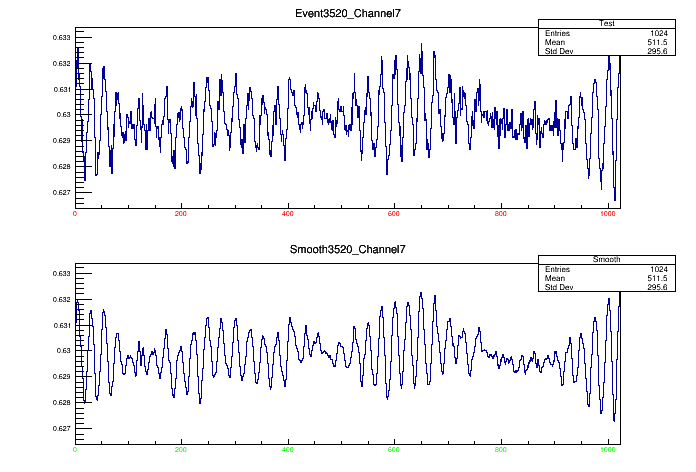 Event3520_Channel7
Test
Entries 1024
Mean 511.5
Std Dev 295.6
0.633
0.632
0.631
0.63
0.629
0.628
0.627
0 200 400 600 800 1000
Smooth3520_Channel7
Smooth
Entries 1024
Mean 511.5
Std Dev 295.6
0.633
0.632
0.631
0.63
0.629
0.628
0.627
0 200 400 600 800 1000